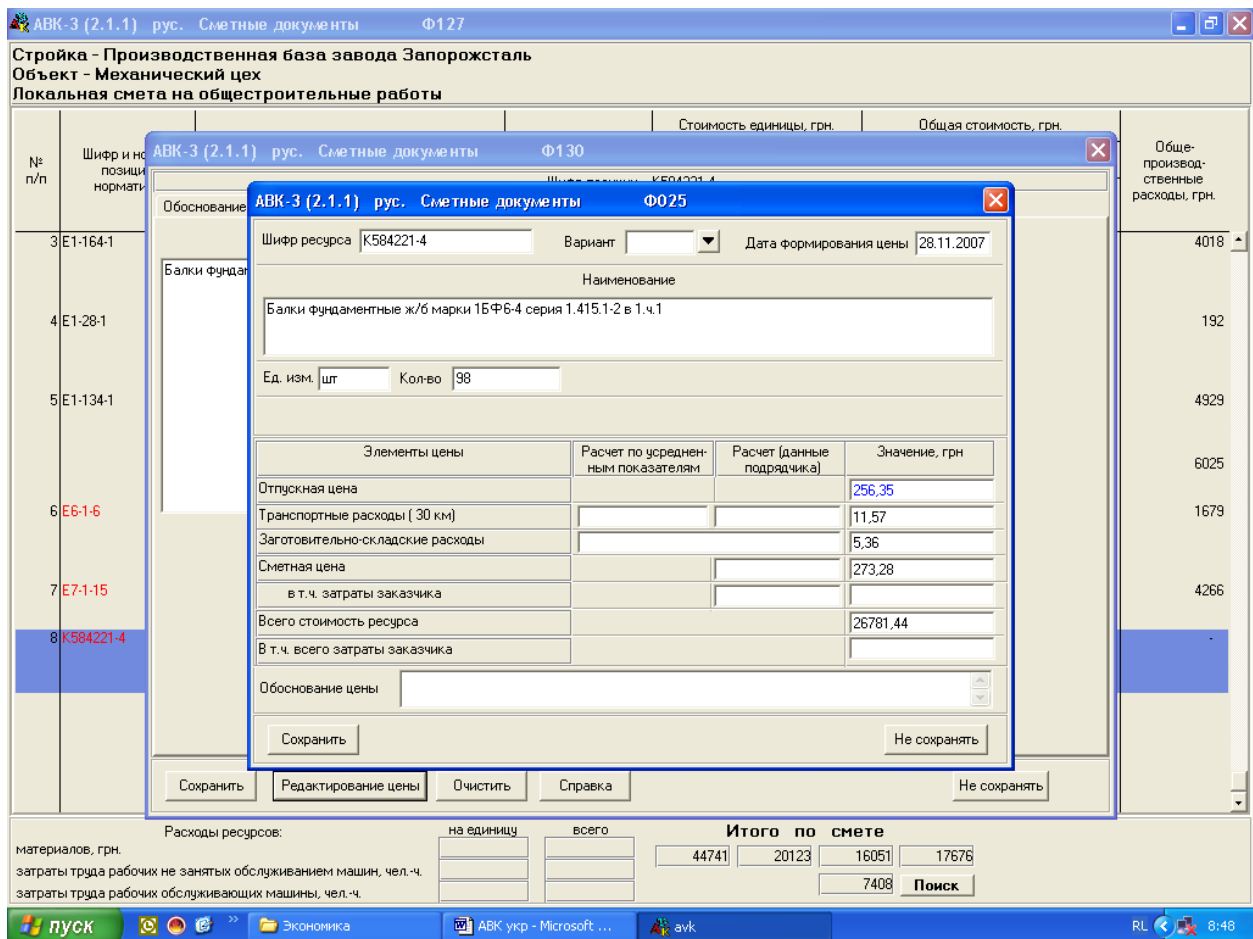 АВК-3 (2.1.1) рус. Сметные документы Ф127
Стройка - Производственная база завода Запорожсталь
Объект - Механический цех
Локальная смета на общестроительные работы
№ п/п
Стоимость единицы, грн.
Общая стоимость, грн.
Обще-
производ-
ственные
расходы, грн.
Шифр и но
позици
нормати
АВК-3 (2.1.1) рус. Сметные документы Ф130
Обоснование
Балки фундам
АВК-3 (2.1.1) рус. Сметные документы Ф025
Шифр ресурса К584221-4 Вариант Дата формирования цены 28.11.2007
Наименование
Балки фундаментные ж/б марки 1БФ6-4 серия 1.415.1-2 в 1.ч.1
Ед. изм. шт Кол-во 98
Элементы цены
Расчет по усреднен-
ным показателям
Расчет (данные
подрядчика)
Значение, грн
Отпускная цена 256,35
Транспортные расходы ( 30 км) 11,57
Заготовительно-складские расходы 5,36
Сметная цена 273,28
в т.ч. затраты заказчика
Всего стоимость ресурса 26781,44
В т.ч. всего затраты заказчика
Обоснование цены
Сохранить Не сохранять
Сохранить Редактирование цены Очистить Справка Не сохранять
3 Е1-164-1 4018
4 Е1-28-1 192
5 Е1-134-1 4929
6025
6 Е6-1-6 1679
7 Е7-1-15 4266
8 К584221-4 -
Расходы ресурсов: на единицу всего Итого по смете
материалов, грн. 44741 20123 16051 17676
затраты труда рабочих не занятых обслуживанием машин, чел.-ч.
7408 Поиск
затраты труда рабочих обслуживающих машины, чел.-ч.
пуск » Экономика АВК укр - Microsoft ... avk RL 8:48